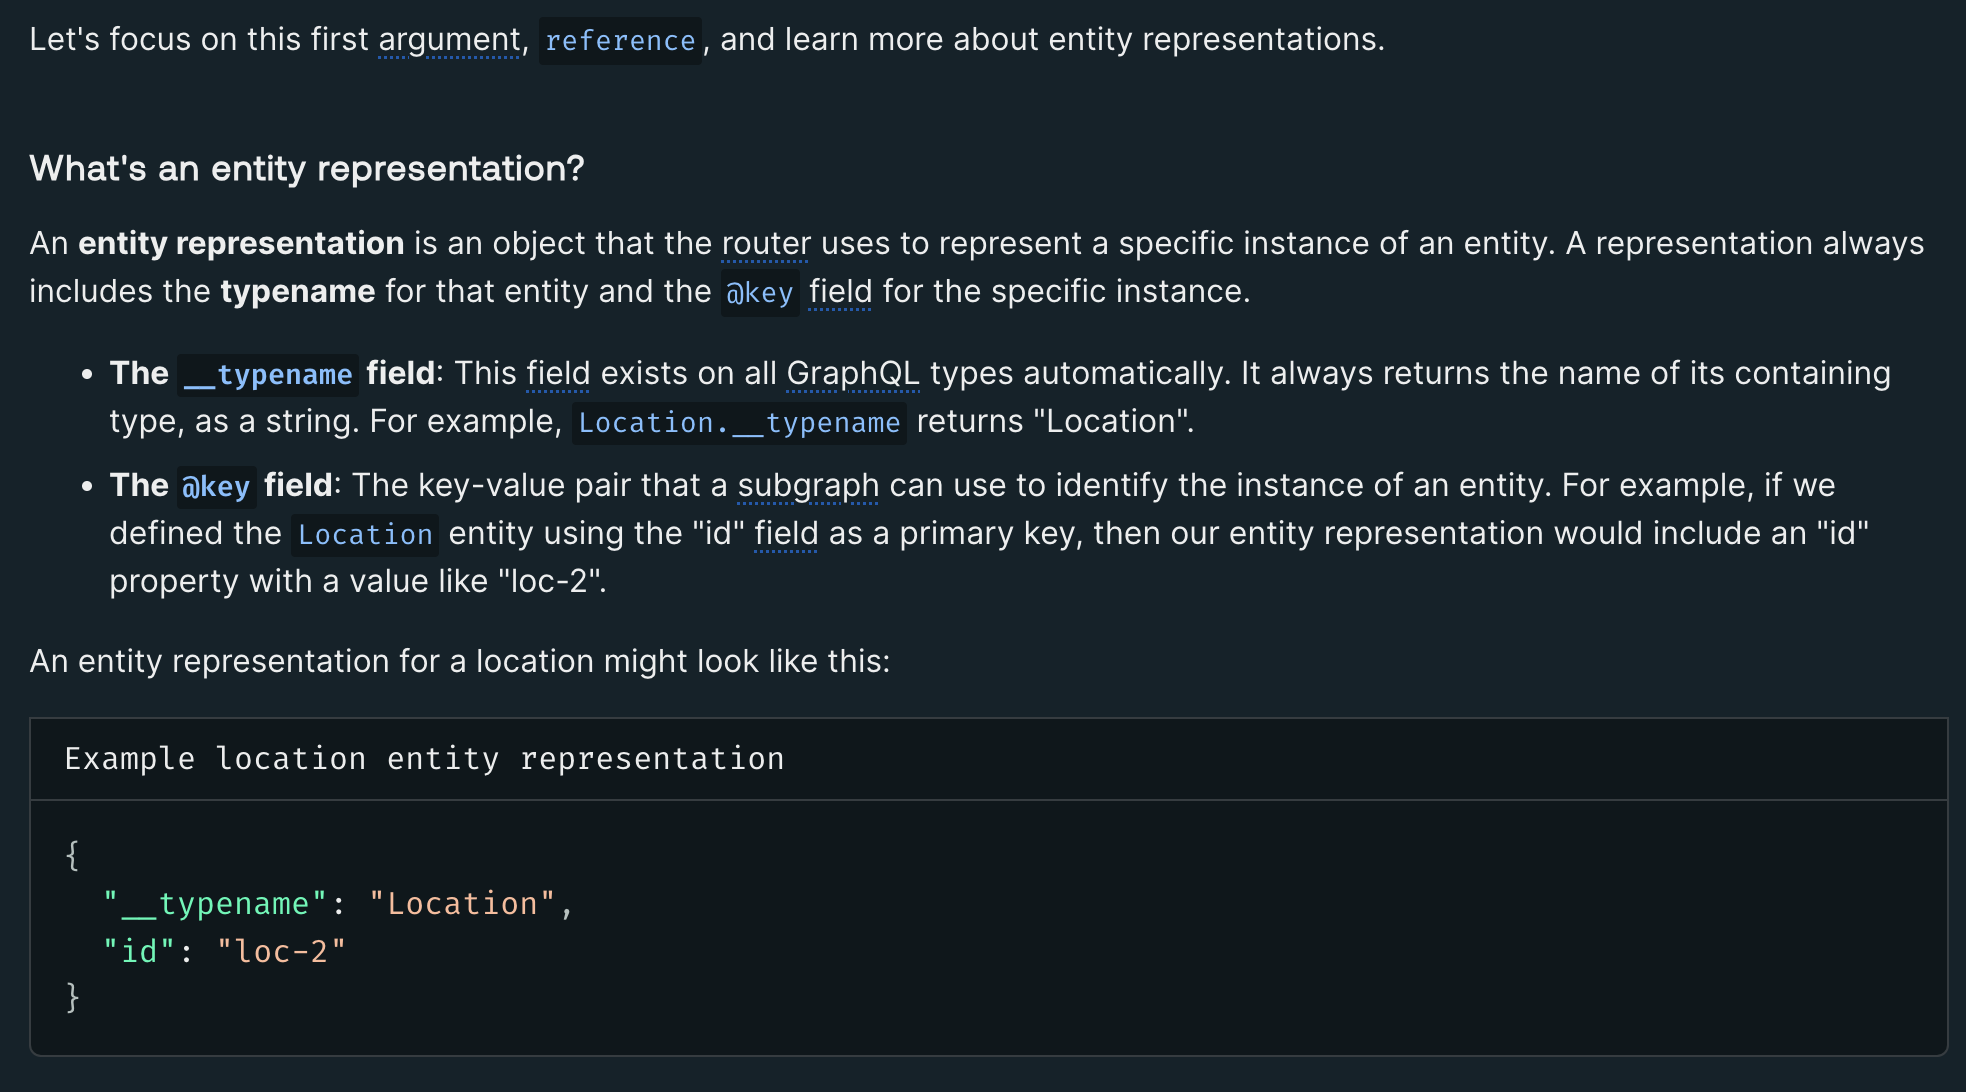 Let's focus on this first argument, reference, and learn more about entity representations.
What's an entity representation?
An entity representation is an object that the router uses to represent a specific instance of an entity. A representation always
includes the typename for that entity and the @key field for the specific instance.
• The __typename field: This field exists on all GraphQL types automatically. It always returns the name of its containing
type, as a string. For example, Location.__typename returns "Location".
• The @key field: The key-value pair that a subgraph can use to identify the instance of an entity. For example, if we
defined the Location entity using the "id" field as a primary key, then our entity representation would include an "id"
property with a value like "loc-2".
An entity representation for a location might look like this:
Example location entity representation
{
  "__typename": "Location",
  "id": "loc-2"
}